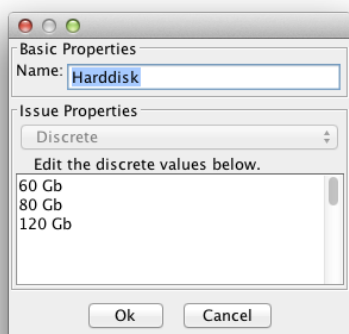 Basic Properties
Name: Harddisk
Issue Properties
Discrete
Edit the discrete values below.
60 Gb
80 Gb
120 Gb
Ok Cancel